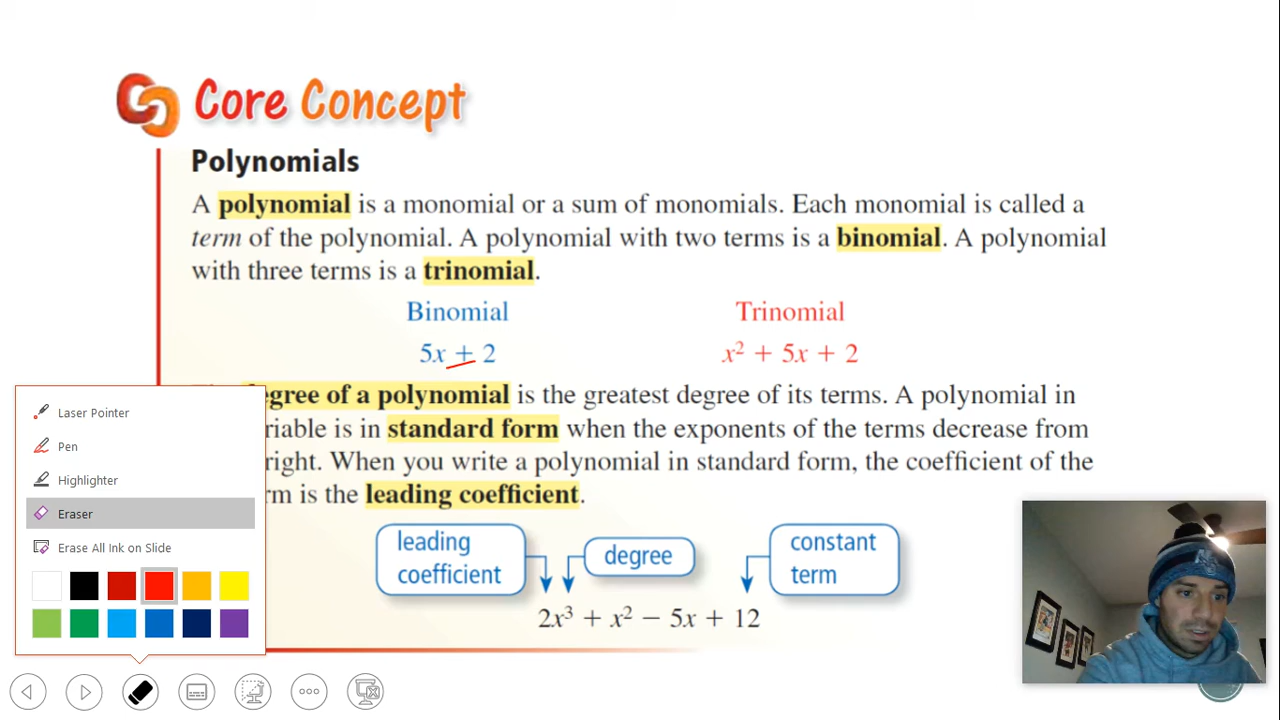 Core Concept
Polynomials
A polynomial is a monomial or a sum of monomials. Each monomial is called a
term of the polynomial. A polynomial with two terms is a binomial. A polynomial
with three terms is a trinomial.
Binomial Trinomial
5x + 2 x² + 5x + 2
egree of a polynomial is the greatest degree of its terms. A polynomial in
riable is in standard form when the exponents of the terms decrease from
right. When you write a polynomial in standard form, the coefficient of the
rm is the leading coefficient.
Laser Pointer
Pen
Highlighter
Eraser
Erase All Ink on Slide
leading
coefficient
degree
constant
term
2x³ + x² − 5x + 12